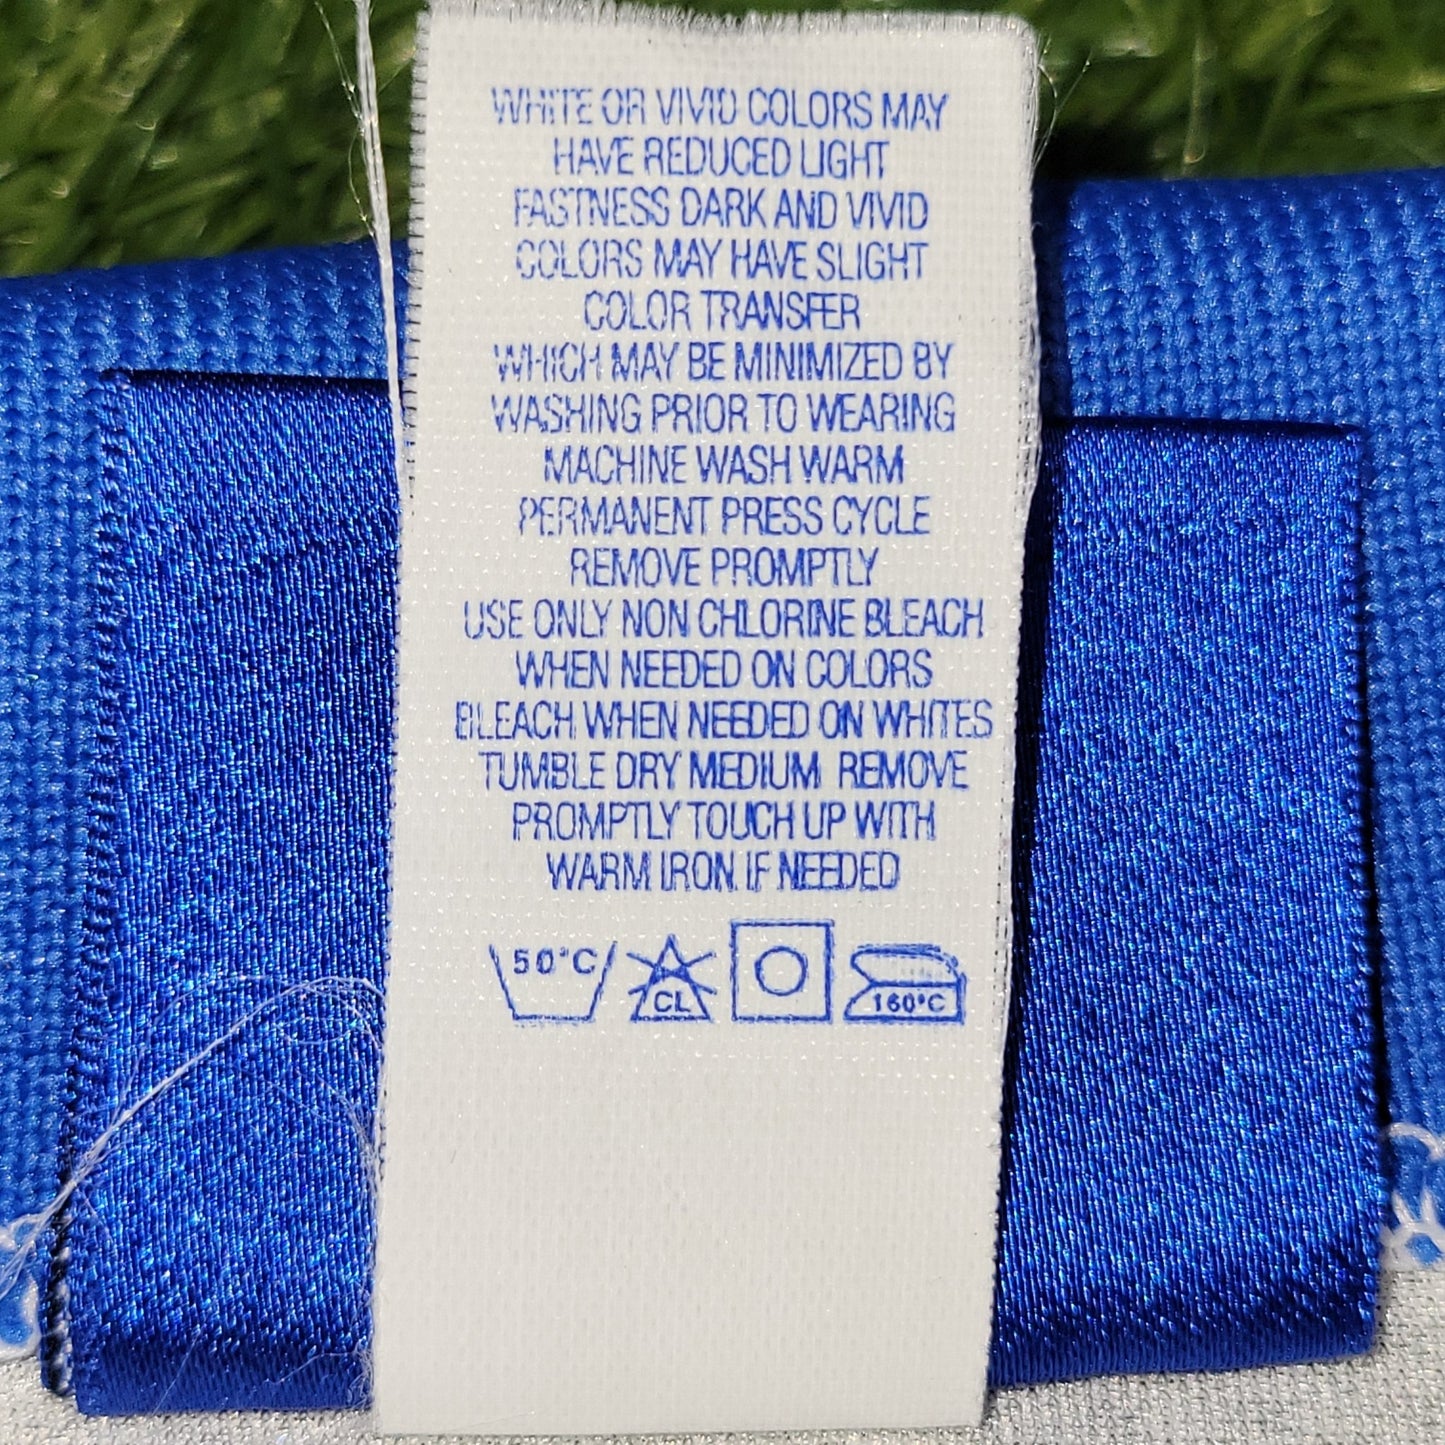 WHITE OR VIVID COLORS MAY
HAVE REDUCED LIGHT
FASTNESS DARK AND VIVID
COLORS MAY HAVE SLIGHT
COLOR TRANSFER
WHICH MAY BE MINIMIZED BY
WASHING PRIOR TO WEARING
MACHINE WASH WARM
PERMANENT PRESS CYCLE
REMOVE PROMPTLY
USE ONLY NON CHLORINE BLEACH
WHEN NEEDED ON COLORS
BLEACH WHEN NEEDED ON WHITES
TUMBLE DRY MEDIUM REMOVE
PROMPTLY TOUCH UP WITH
WARM IRON IF NEEDED
50°C CL 160°C